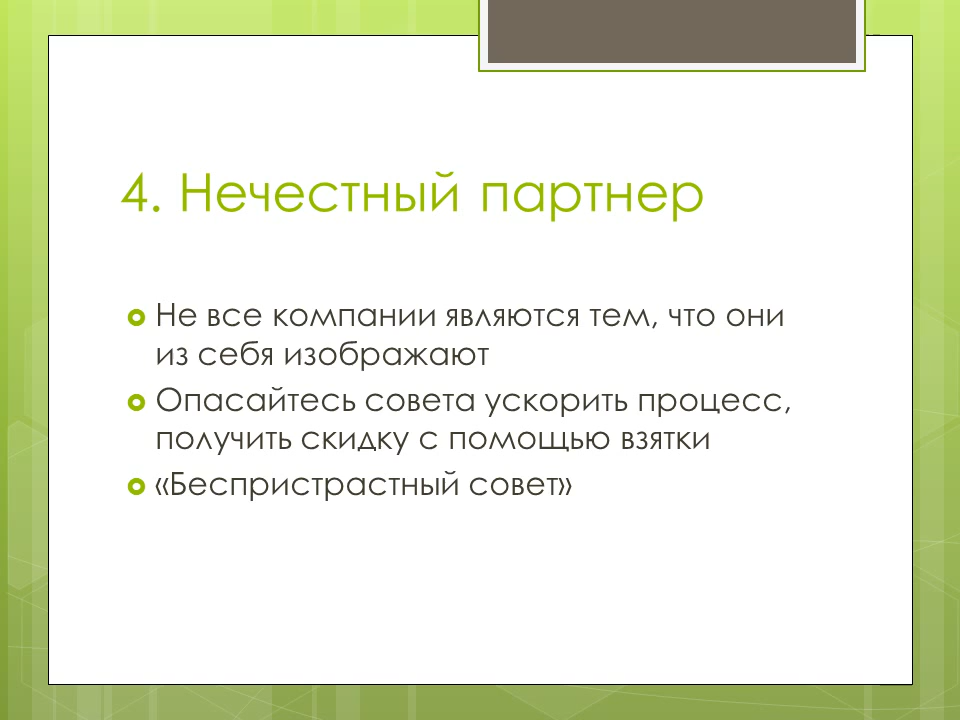 4. Нечестный партнер
Не все компании являются тем, что они
из себя изображают
Опасайтесь совета ускорить процесс,
получить скидку с помощью взятки
«Беспристрастный совет»